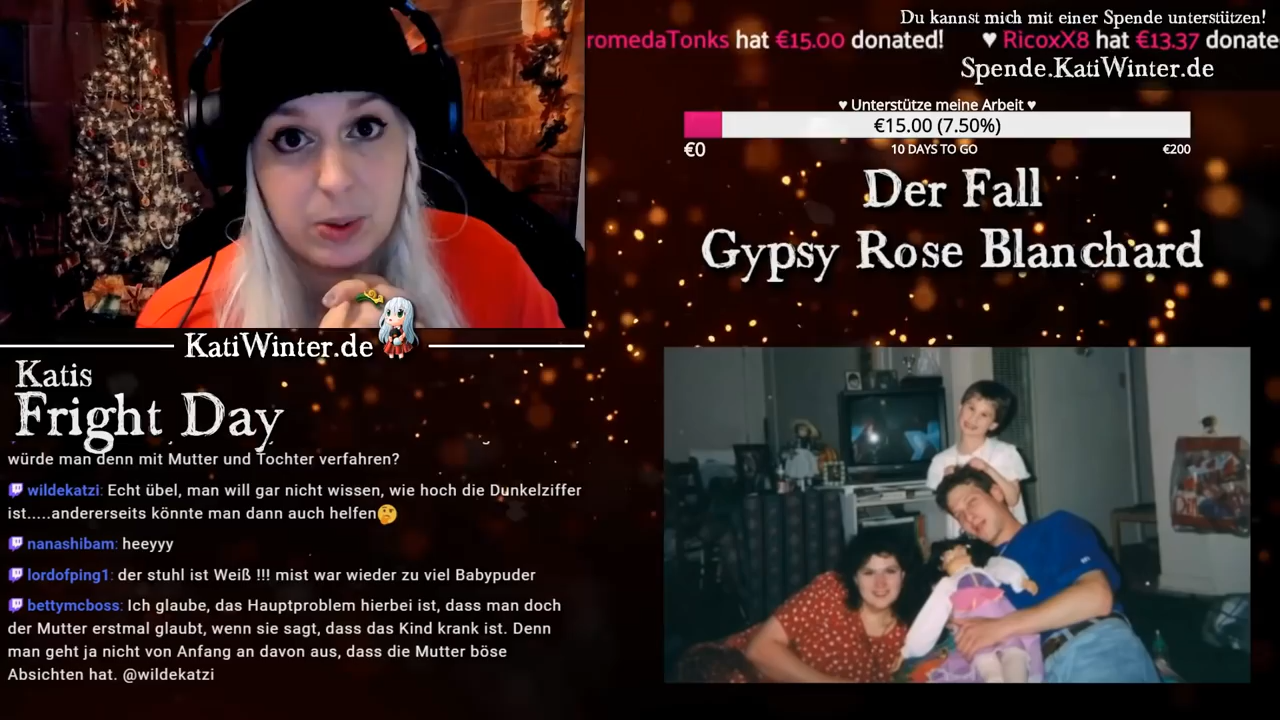 Du kannst mich mit einer Spende unterstützen!
romedaTonks hat €15.00 donated! ♥ RicoxX8 hat €13.37 donate
Spende.KatiWinter.de
♥ Unterstütze meine Arbeit ♥
€15.00 (7.50%)
€0 10 DAYS TO GO €200
Der Fall
Gypsy Rose Blanchard
KatiWinter.de
Katis
Fright Day
würde man denn mit Mutter und Tochter verfahren?
wildekatzi: Echt übel, man will gar nicht wissen, wie hoch die Dunkelziffer
ist.....andererseits könnte man dann auch helfen🤔
nanashibam: heeyyy
lordofping1: der stuhl ist Weiß !!! mist war wieder zu viel Babypuder
bettymcboss: Ich glaube, das Hauptproblem hierbei ist, dass man doch
der Mutter erstmal glaubt, wenn sie sagt, dass das Kind krank ist. Denn
man geht ja nicht von Anfang an davon aus, dass die Mutter böse
Absichten hat. @wildekatzi